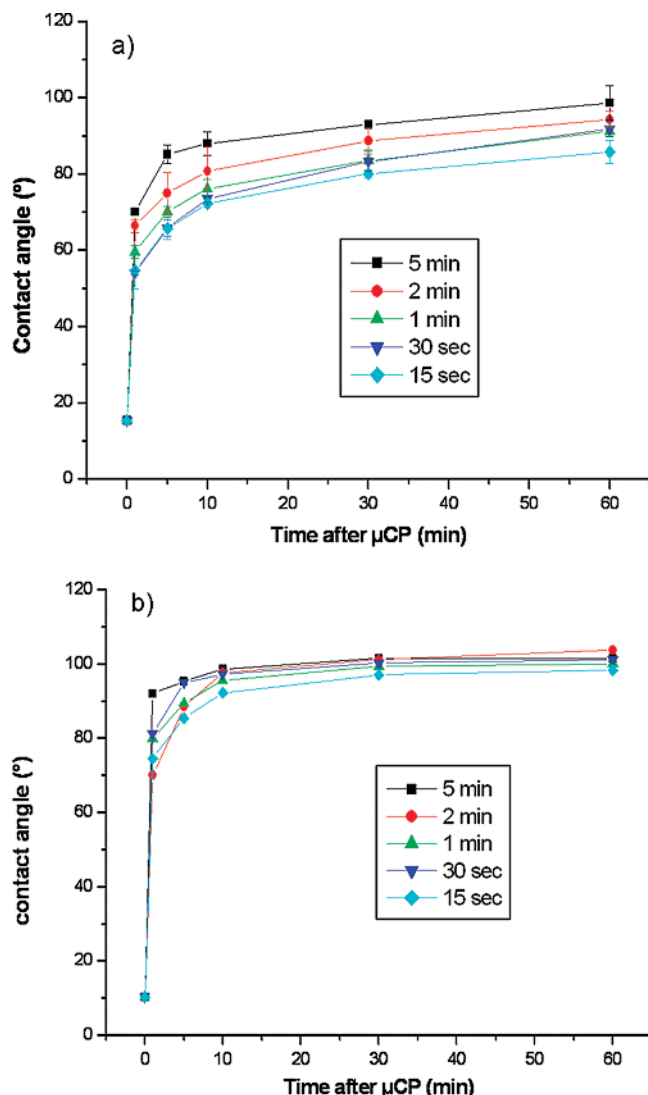 a)
120
100
80
60
40
20
0
Contact angle (°)
5 min
2 min
1 min
30 sec
15 sec
0 10 20 30 40 50 60
Time after µCP (min)
b)
120
100
80
60
40
20
0
contact angle (°)
5 min
2 min
1 min
30 sec
15 sec
0 10 20 30 40 50 60
Time after µCP (min)